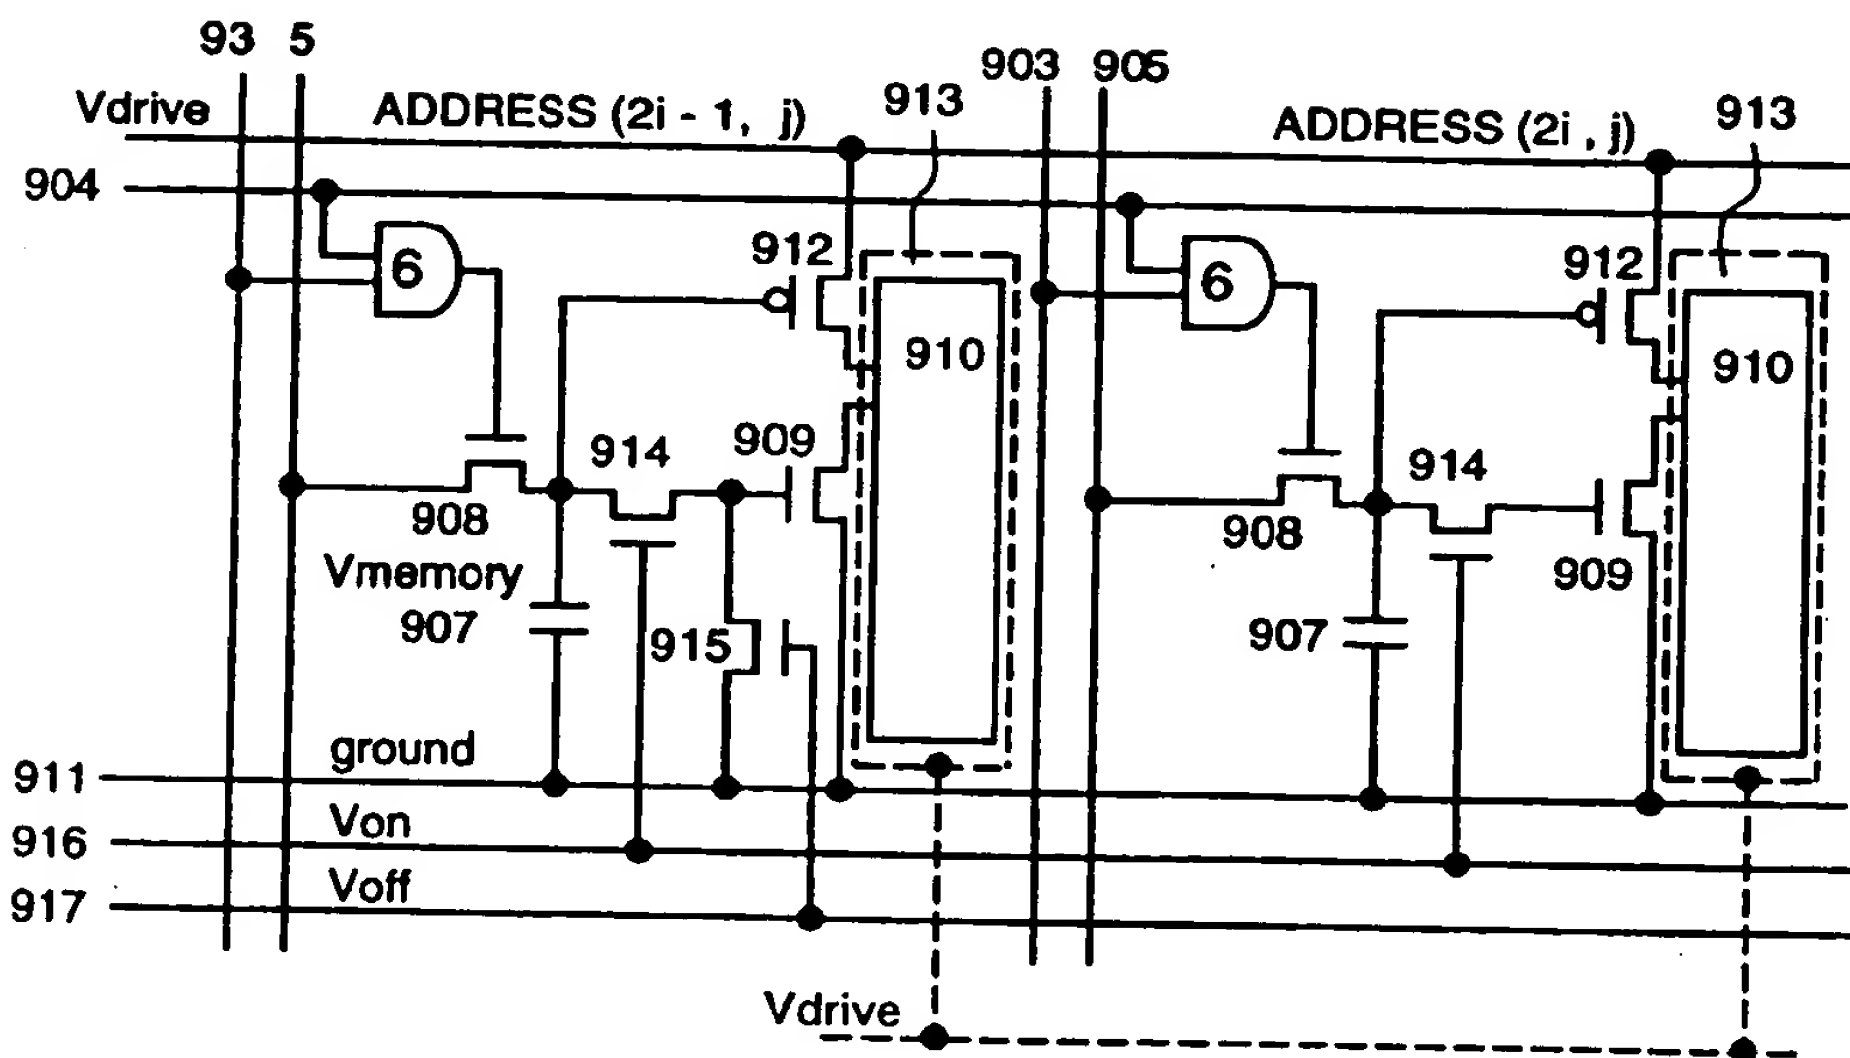 93 5
903 905
Vdrive ADDRESS (2i - 1, j) 913 ADDRESS (2i , j) 913
904
6 912 6 912
910 910
914 909 914
908 908
Vmemory 909
907 915 907
ground
911
Von
916
Voff
917
Vdrive